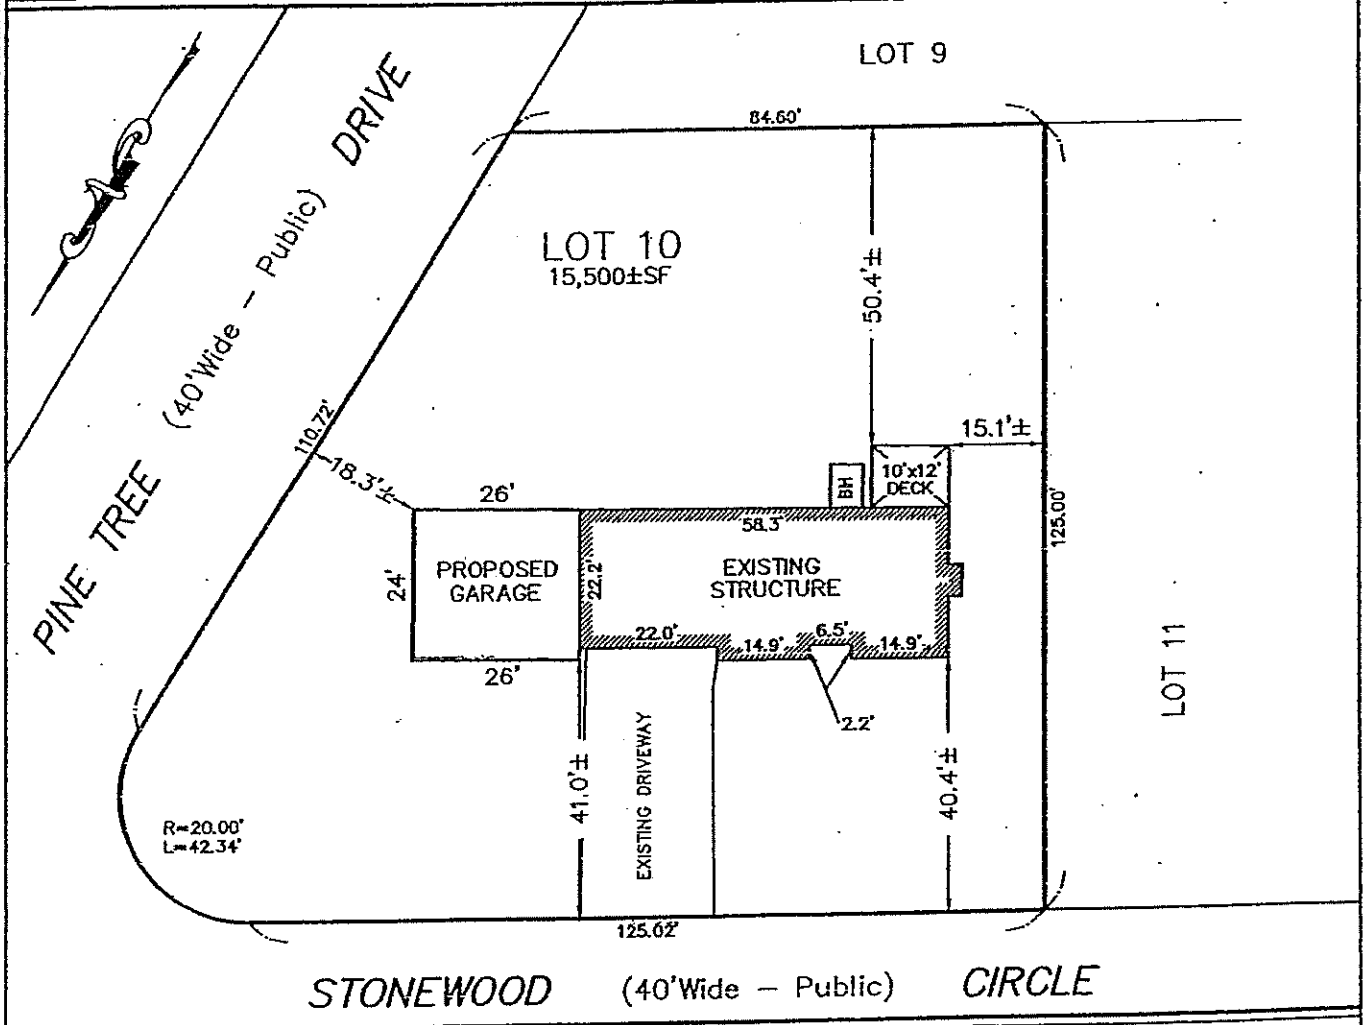 LOT 9
84.60'
PINE TREE (40'Wide – Public) DRIVE
LOT 10
15,500±SF
50.4'±
15.1'±
110.72'
18.3'±
10'x12'
DECK
BH
125.00'
26'
58.3'
24'
PROPOSED
GARAGE
22.2'
EXISTING
STRUCTURE
22.0'
14.9'
6.5'
14.9'
26'
2.2'
LOT 11
41.0'±
EXISTING DRIVEWAY
40.4'±
R=20.00'
L=42.34'
125.02'
STONEWOOD (40'Wide – Public) CIRCLE